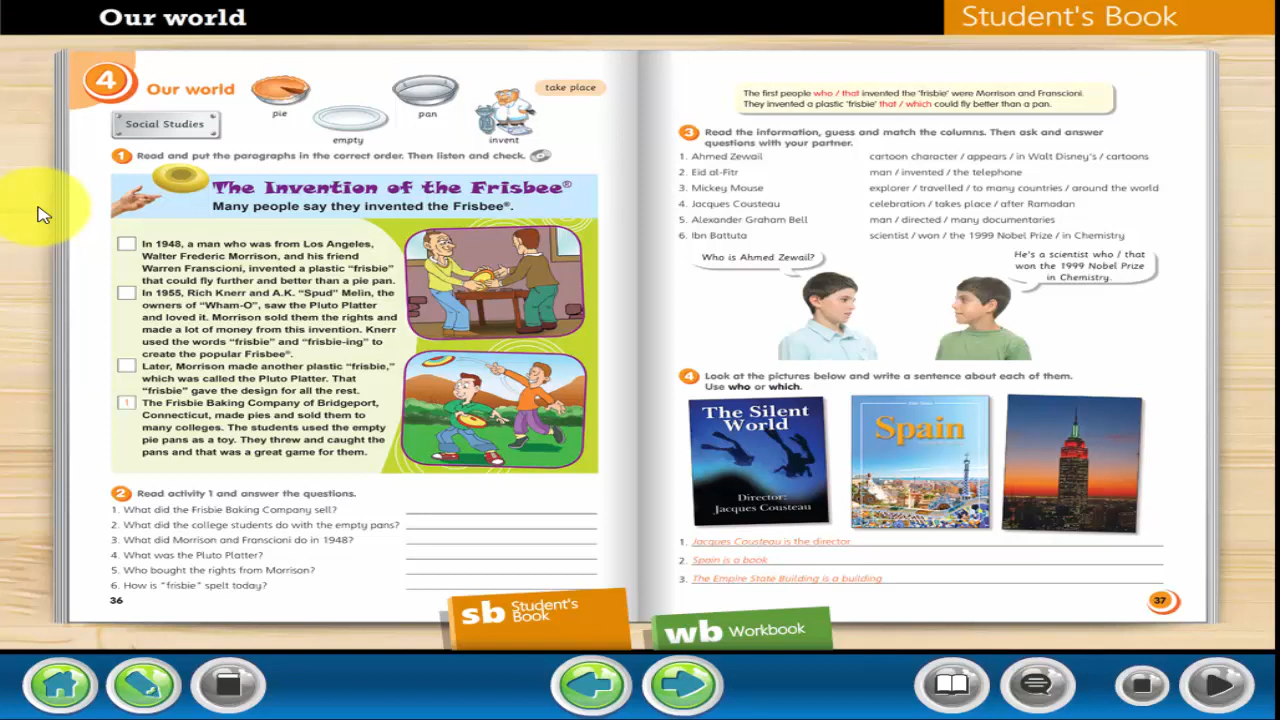 Our world
Student's Book
4
Our world
pie
pan
take place
Social Studies
empty
invent
1 Read and put the paragraphs in the correct order. Then listen and check.
The Invention of the Frisbee®
Many people say they invented the Frisbee®.
In 1948, a man who was from Los Angeles,
Walter Frederic Morrison, and his friend
Warren Franscioni, invented a plastic “frisbie”
that could fly further and better than a pie pan.
In 1955, Rich Knerr and A.K. “Spud” Melin, the
owners of “Wham-O”, saw the Pluto Platter
and loved it. Morrison sold them the rights and
made a lot of money from this invention. Knerr
used the words “frisbie” and “frisbie-ing” to
create the popular Frisbee®.
Later, Morrison made another plastic “frisbie,”
which was called the Pluto Platter. That
“frisbie” gave the design for all the rest.
1 The Frisbie Baking Company of Bridgeport,
Connecticut, made pies and sold them to
many colleges. The students used the empty
pie pans as a toy. They threw and caught the
pans and that was a great game for them.
2 Read activity 1 and answer the questions.
1. What did the Frisbie Baking Company sell?
2. What did the college students do with the empty pans?
3. What did Morrison and Franscioni do in 1948?
4. What was the Pluto Platter?
5. Who bought the rights from Morrison?
6. How is “frisbie” spelt today?
36
The first people who / that invented the 'frisbie' were Morrison and Franscioni.
They invented a plastic 'frisbie' that / which could fly better than a pan.
3 Read the information, guess and match the columns. Then ask and answer
questions with your partner.
1. Ahmed Zewail cartoon character / appears / in Walt Disney's / cartoons
2. Eid al-Fitr man / invented / the telephone
3. Mickey Mouse explorer / travelled / to many countries / around the world
4. Jacques Cousteau celebration / takes place / after Ramadan
5. Alexander Graham Bell man / directed / many documentaries
6. Ibn Battuta scientist / won / the 1999 Nobel Prize / in Chemistry
Who is Ahmed Zewail?
He's a scientist who / that
won the 1999 Nobel Prize
in Chemistry.
4 Look at the pictures below and write a sentence about each of them.
Use who or which.
The Silent
World
Director:
Jacques Cousteau
Spain
1. Jacques Cousteau is the director
2. Spain is a book
3. The Empire State Building is a building
37
sb Student's
Book
wb Workbook